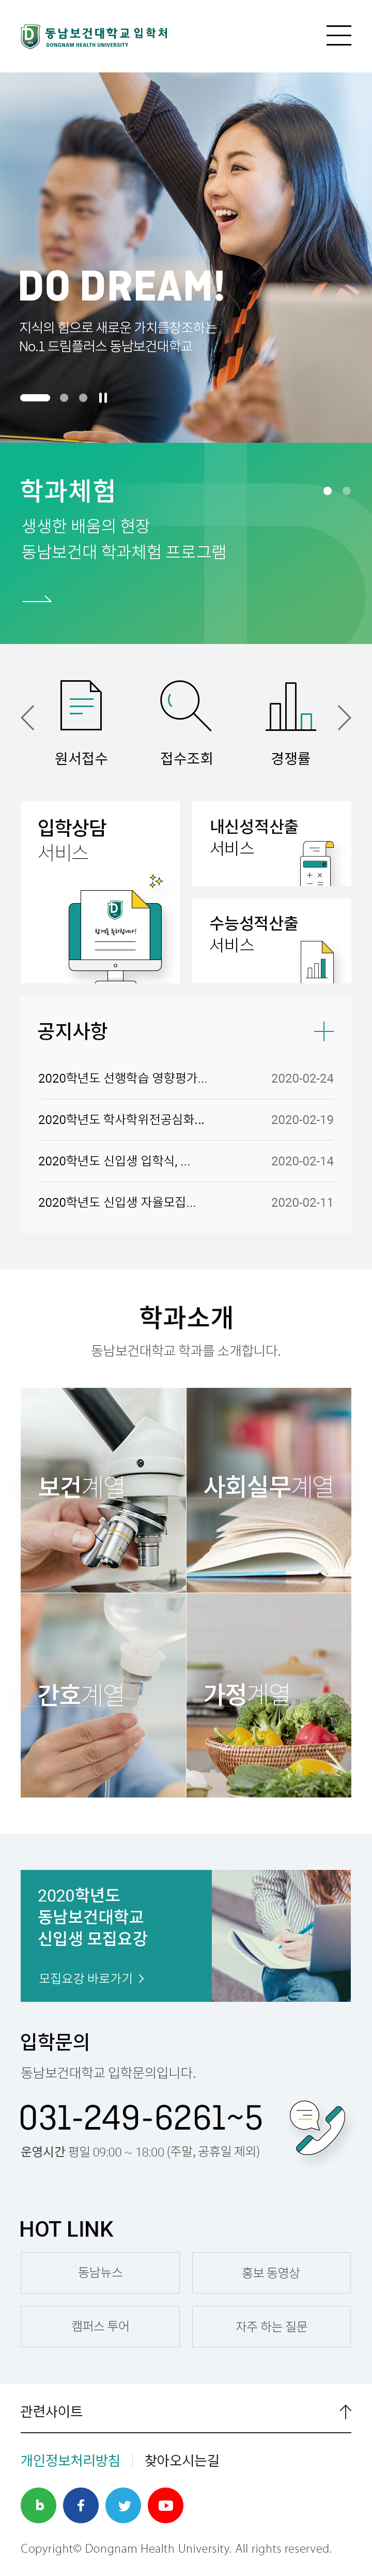 동남보건대학교 입학처
DONGNAM HEALTH UNIVERSITY
DO DREAM!
지식의 힘으로 새로운 가치를창조하는
No.1 드림플러스 동남보건대학교
학과체험
생생한 배움의 현장
동남보건대 학과체험 프로그램
원서접수
접수조회
경쟁률
입학상담
서비스
합격을 축하합니다!
내신성적산출
서비스
수능성적산출
서비스
공지사항
2020학년도 선행학습 영향평가... 2020-02-24
2020학년도 학사학위전공심화... 2020-02-19
2020학년도 신입생 입학식, ... 2020-02-14
2020학년도 신입생 자율모집... 2020-02-11
학과소개
동남보건대학교 학과를 소개합니다.
보건계열
사회실무계열
간호계열
가정계열
2020학년도
동남보건대학교
신입생 모집요강
모집요강 바로가기
입학문의
동남보건대학교 입학문의입니다.
031-249-6261~5
운영시간 평일 09:00 ~ 18:00 (주말, 공휴일 제외)
HOT LINK
동남뉴스
홍보 동영상
캠퍼스 투어
자주 하는 질문
관련사이트
개인정보처리방침
찾아오시는길
Copyright© Dongnam Health University. All rights reserved.